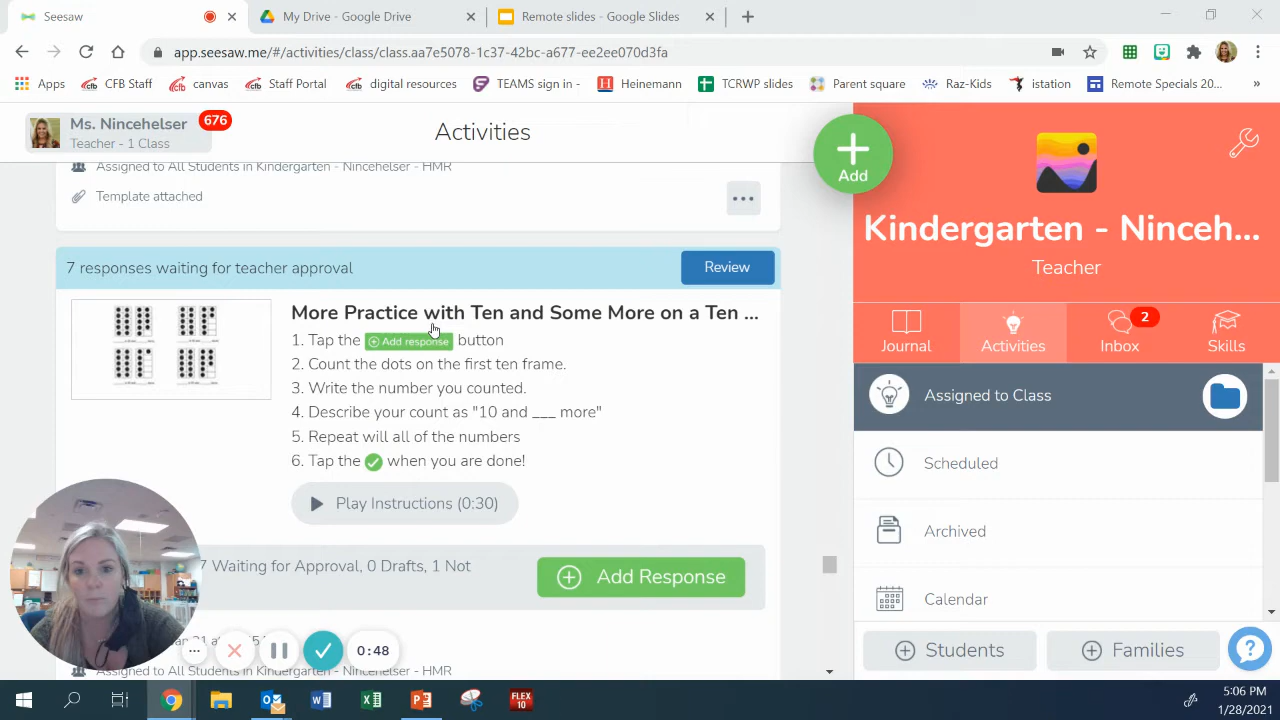 Seesaw
My Drive - Google Drive
Remote slides - Google Slides
app.seesaw.me/#/activities/class/class.aa7e5078-1c37-42bc-a677-ee2ee070d3fa
Apps
CFB Staff
canvas
Staff Portal
digital resources
TEAMS sign in -
Heinemann
TCRWP slides
Parent square
Raz-Kids
istation
Remote Specials 20...
»
Ms. Nincehelser
676
Teacher - 1 Class
Activities
Add
Assigned to All Students in Kindergarten - Nincehelser - HMR
Template attached
7 responses waiting for teacher approval
Review
More Practice with Ten and Some More on a Ten ...
1. Tap the Add response button
2. Count the dots on the first ten frame.
3. Write the number you counted.
4. Describe your count as "10 and ___ more"
5. Repeat will all of the numbers
6. Tap the when you are done!
Play Instructions (0:30)
7 Waiting for Approval, 0 Drafts, 1 Not
Add Response
Assigned to All Students in Kindergarten - Nincehelser - HMR
0:48
Kindergarten - Ninceh...
Teacher
Journal
Activities
2
Inbox
Skills
Assigned to Class
Scheduled
Archived
Calendar
Students
Families
?
FLEX
10
5:06 PM
1/28/2021